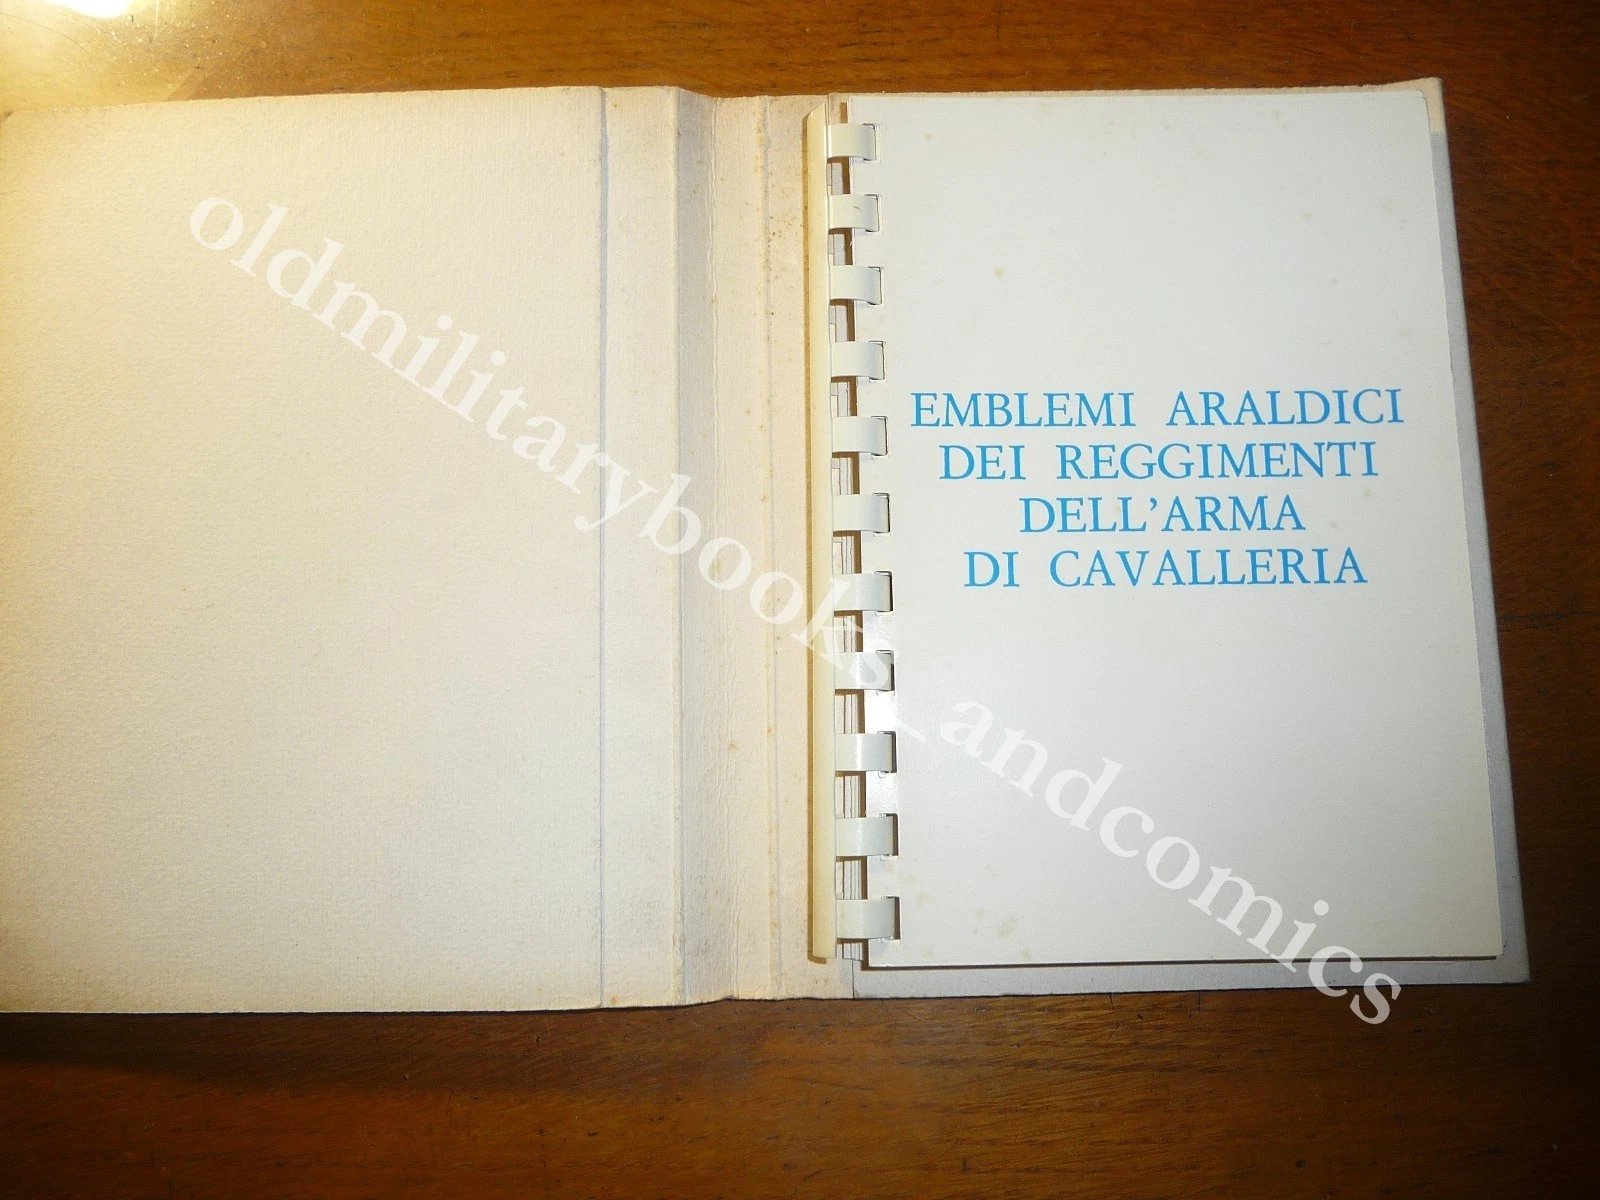 EMBLEMI ARALDICI
DEI REGGIMENTI
DELL'ARMA
DI CAVALLERIA
oldmilitarybooks_andcomics